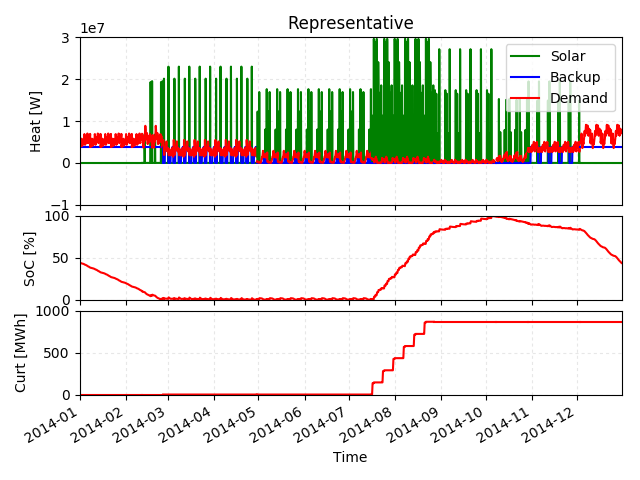 Representative
1e7
Heat [W]
3
2
1
0
−1
Solar
Backup
Demand
SoC [%]
100
50
0
Curt [MWh]
1000
500
0
2014-01
2014-02
2014-03
2014-04
2014-05
2014-06
2014-07
2014-08
2014-09
2014-10
2014-11
2014-12
Time